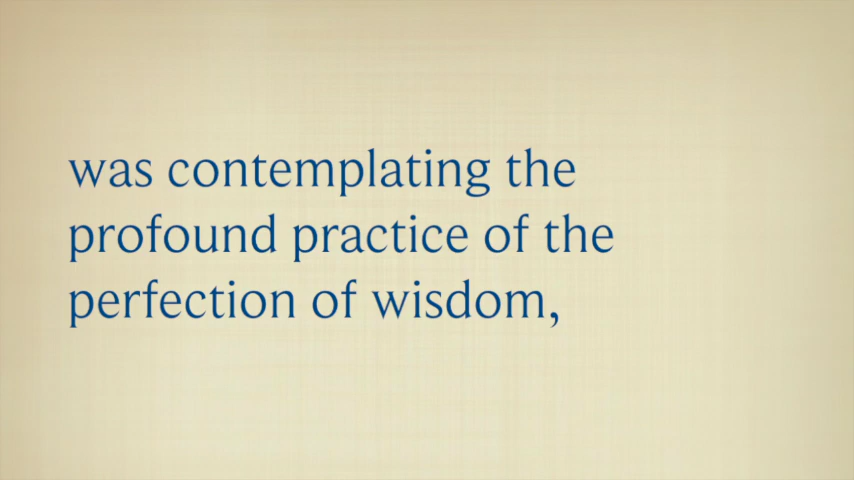 was contemplating the
profound practice of the
perfection of wisdom,